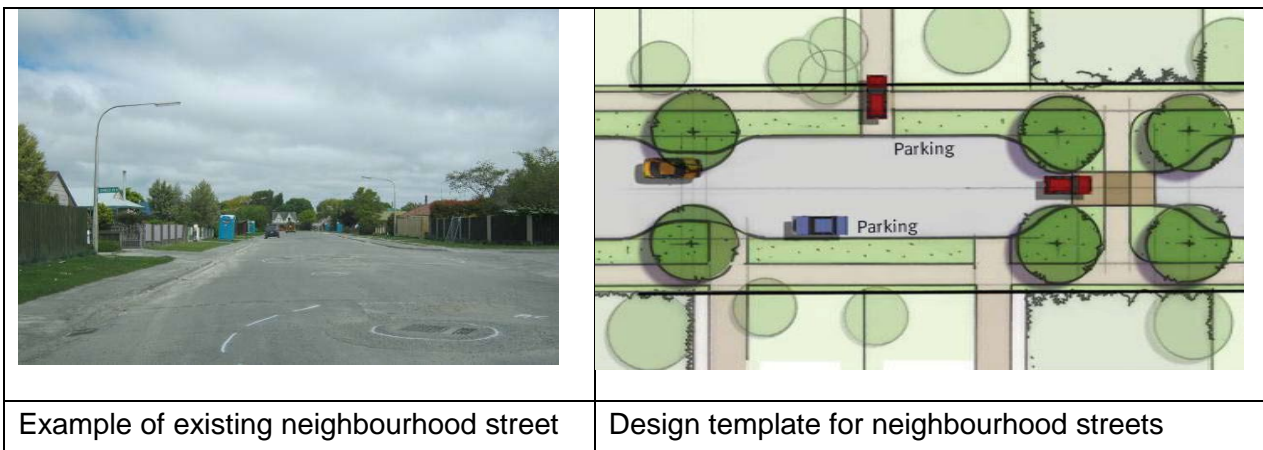 Parking
Parking
Example of existing neighbourhood street
Design template for neighbourhood streets